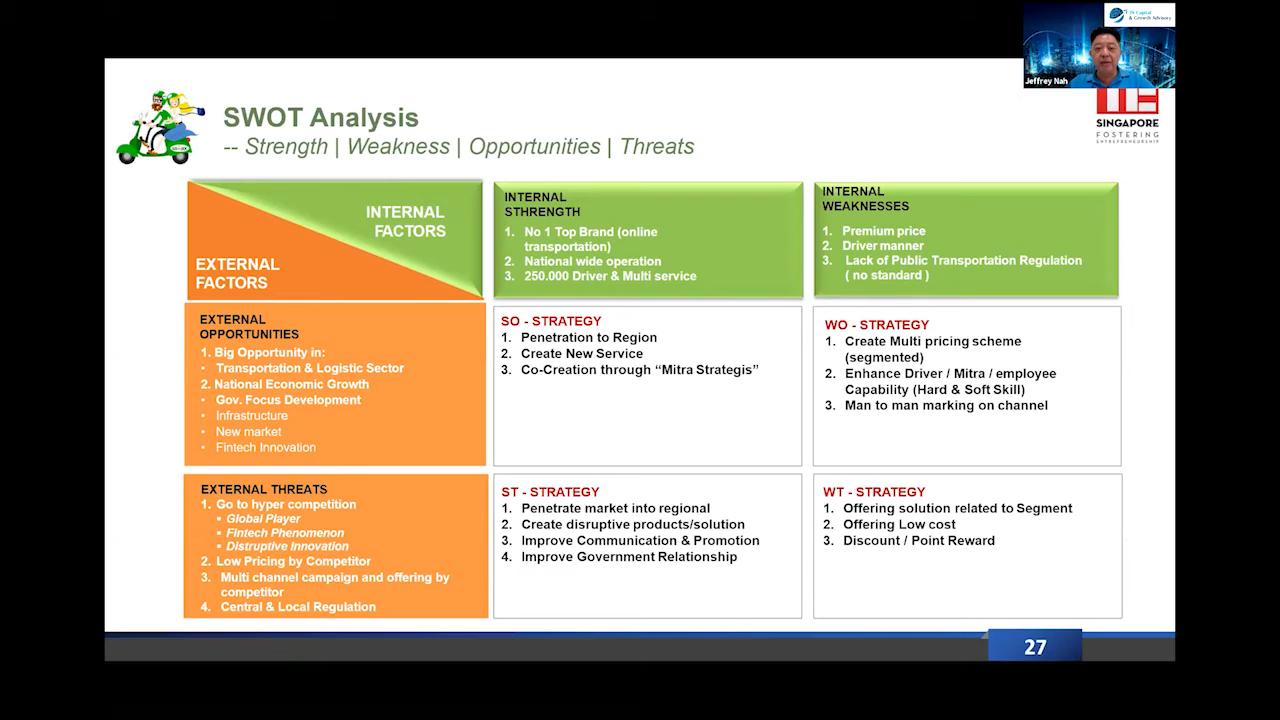 JY Capital
& Growth Advisory
Jeffrey Nah
SINGAPORE
FOSTERING
ENTREPRENEURSHIP
SWOT Analysis
-- Strength | Weakness | Opportunities | Threats
INTERNAL
FACTORS
EXTERNAL
FACTORS
INTERNAL
STHRENGTH
1. No 1 Top Brand (online
transportation)
2. National wide operation
3. 250.000 Driver & Multi service
INTERNAL
WEAKNESSES
1. Premium price
2. Driver manner
3. Lack of Public Transportation Regulation
( no standard )
EXTERNAL
OPPORTUNITIES
1. Big Opportunity in:
• Transportation & Logistic Sector
2. National Economic Growth
• Gov. Focus Development
• Infrastructure
• New market
• Fintech Innovation
SO - STRATEGY
1. Penetration to Region
2. Create New Service
3. Co-Creation through “Mitra Strategis”
WO - STRATEGY
1. Create Multi pricing scheme
(segmented)
2. Enhance Driver / Mitra / employee
Capability (Hard & Soft Skill)
3. Man to man marking on channel
EXTERNAL THREATS
1. Go to hyper competition
▪ Global Player
▪ Fintech Phenomenon
▪ Distruptive Innovation
2. Low Pricing by Competitor
3. Multi channel campaign and offering by
competitor
4. Central & Local Regulation
ST - STRATEGY
1. Penetrate market into regional
2. Create disruptive products/solution
3. Improve Communication & Promotion
4. Improve Government Relationship
WT - STRATEGY
1. Offering solution related to Segment
2. Offering Low cost
3. Discount / Point Reward
27